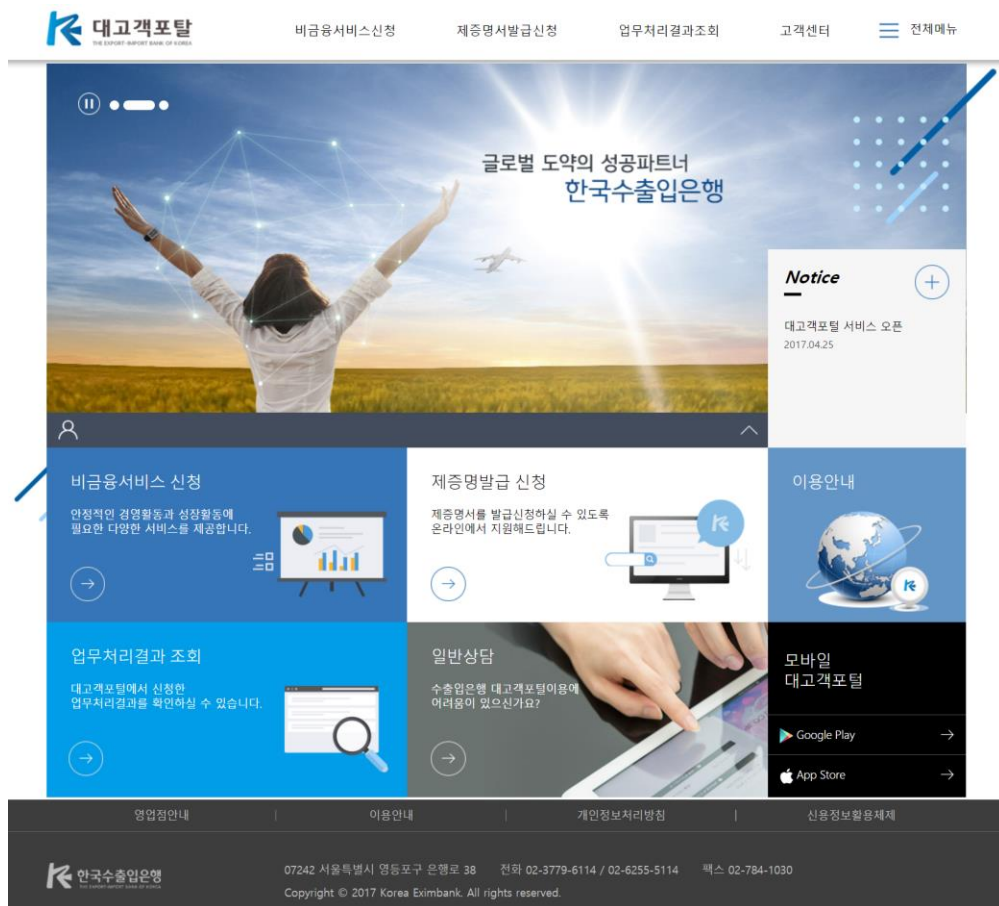 대고객포탈
THE EXPORT-IMPORT BANK OF KOREA
비금융서비스신청
제증명서발급신청
업무처리결과조회
고객센터
전체메뉴
글로벌 도약의 성공파트너
한국수출입은행
Notice
대고객포털 서비스 오픈
2017.04.25
비금융서비스 신청
안정적인 경영활동과 성장활동에
필요한 다양한 서비스를 제공합니다.
제증명발급 신청
제증명서를 발급신청하실 수 있도록
온라인에서 지원해드립니다.
이용안내
업무처리결과 조회
대고객포털에서 신청한
업무처리결과를 확인하실 수 있습니다.
일반상담
수출입은행 대고객포털이용에
어려움이 있으신가요?
모바일
대고객포털
Google Play
App Store
영업점안내 | 이용안내 | 개인정보처리방침 | 신용정보활용체제
한국수출입은행
THE EXPORT-IMPORT BANK OF KOREA
07242 서울특별시 영등포구 은행로 38 전화 02-3779-6114 / 02-6255-5114 팩스 02-784-1030
Copyright © 2017 Korea Eximbank. All rights reserved.